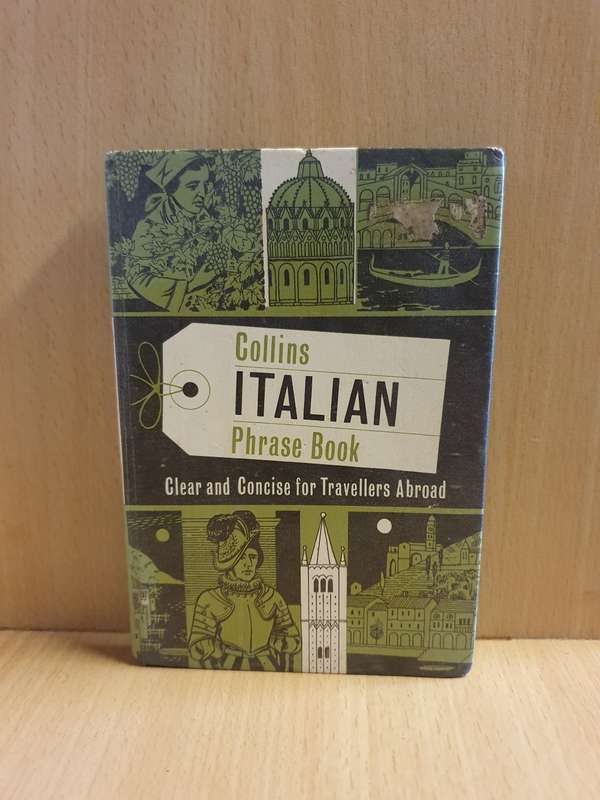 Collins
ITALIAN
Phrase Book
Clear and Concise for Travellers Abroad